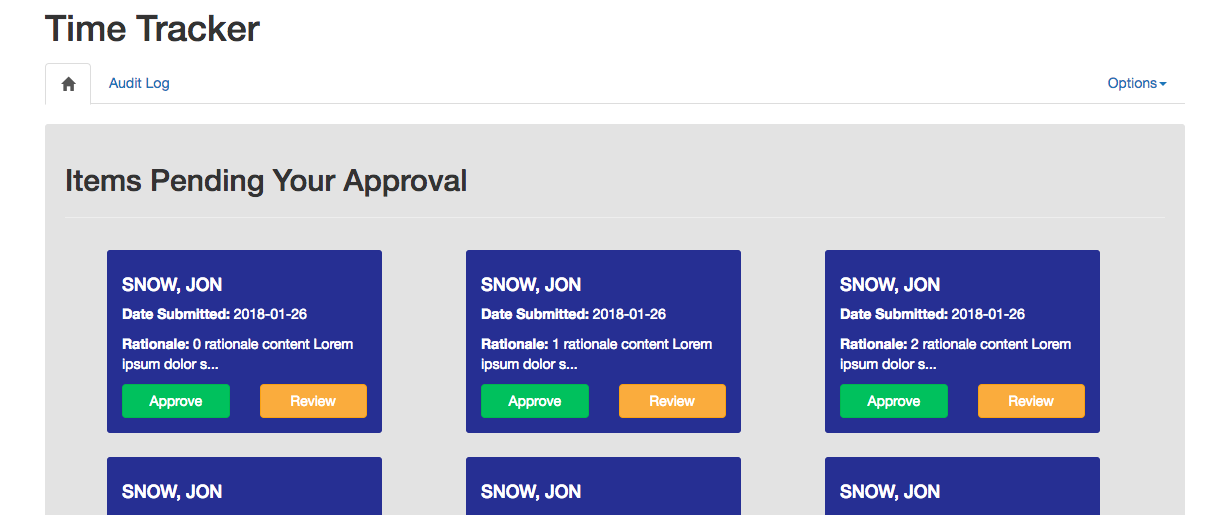 Time Tracker
Audit Log
Options
Items Pending Your Approval
SNOW, JON
Date Submitted: 2018-01-26
Rationale: 0 rationale content Lorem
ipsum dolor s...
Approve Review
SNOW, JON
Date Submitted: 2018-01-26
Rationale: 1 rationale content Lorem
ipsum dolor s...
Approve Review
SNOW, JON
Date Submitted: 2018-01-26
Rationale: 2 rationale content Lorem
ipsum dolor s...
Approve Review
SNOW, JON
SNOW, JON
SNOW, JON